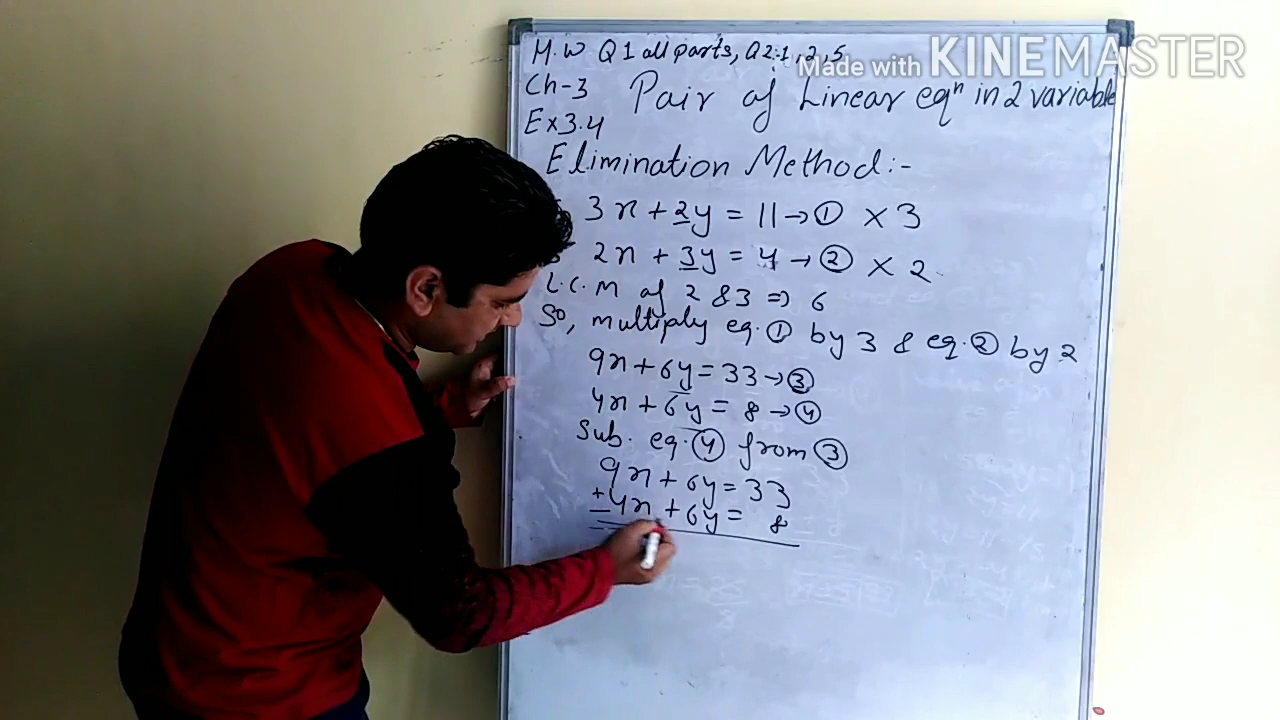 H.W Q1 all parts, Q2:-1,2,5
Made with KINEMASTER
Ch-3 Pair of Linear eqⁿ in 2 variable
Ex3.4
Elimination Method:-
3x + 2y = 11 → ① × 3
2x + 3y = 4 → ② × 2
L.C.M of 2 & 3 ⇒ 6
So, multiply eq.① by 3 & eq.② by 2
9x + 6y = 33 → ③
4x + 6y = 8 → ④
Sub. eq.④ from ③
9x + 6y = 33
+4x + 6y = 8
−